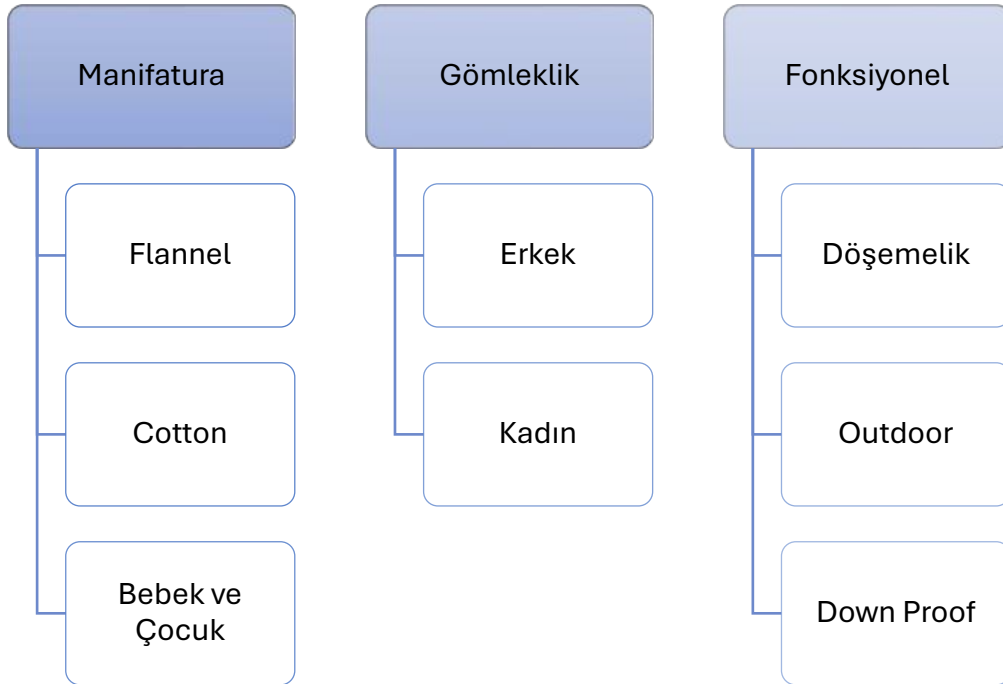 Manifatura
Flannel
Cotton
Bebek ve
Çocuk
Gömleklik
Erkek
Kadın
Fonksiyonel
Döşemelik
Outdoor
Down Proof